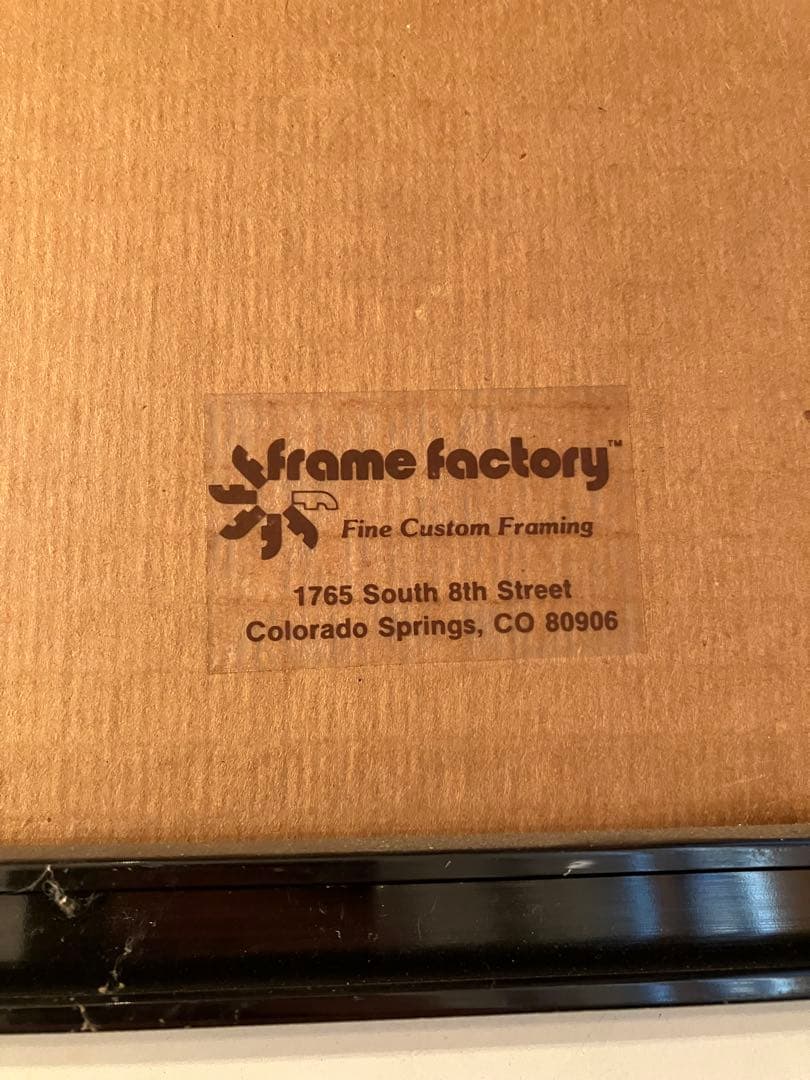 frame factory™
Fine Custom Framing
1765 South 8th Street
Colorado Springs, CO 80906